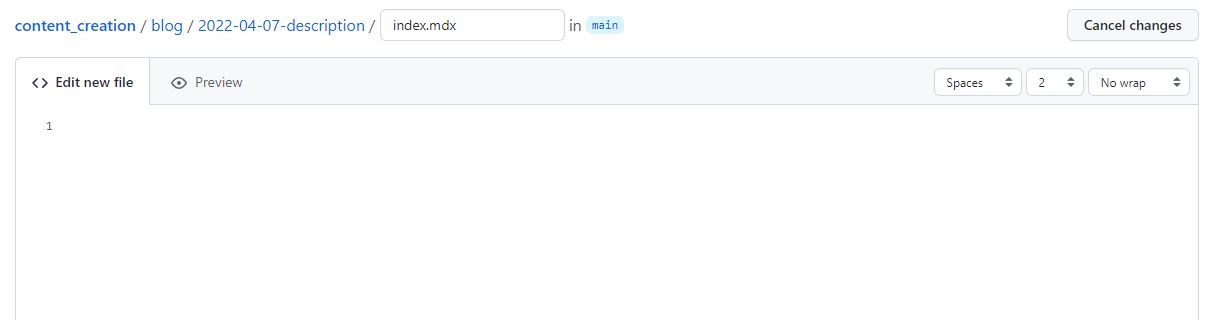 content_creation / blog / 2022-04-07-description / index.mdx in main Cancel changes
Edit new file Preview Spaces 2 No wrap
1